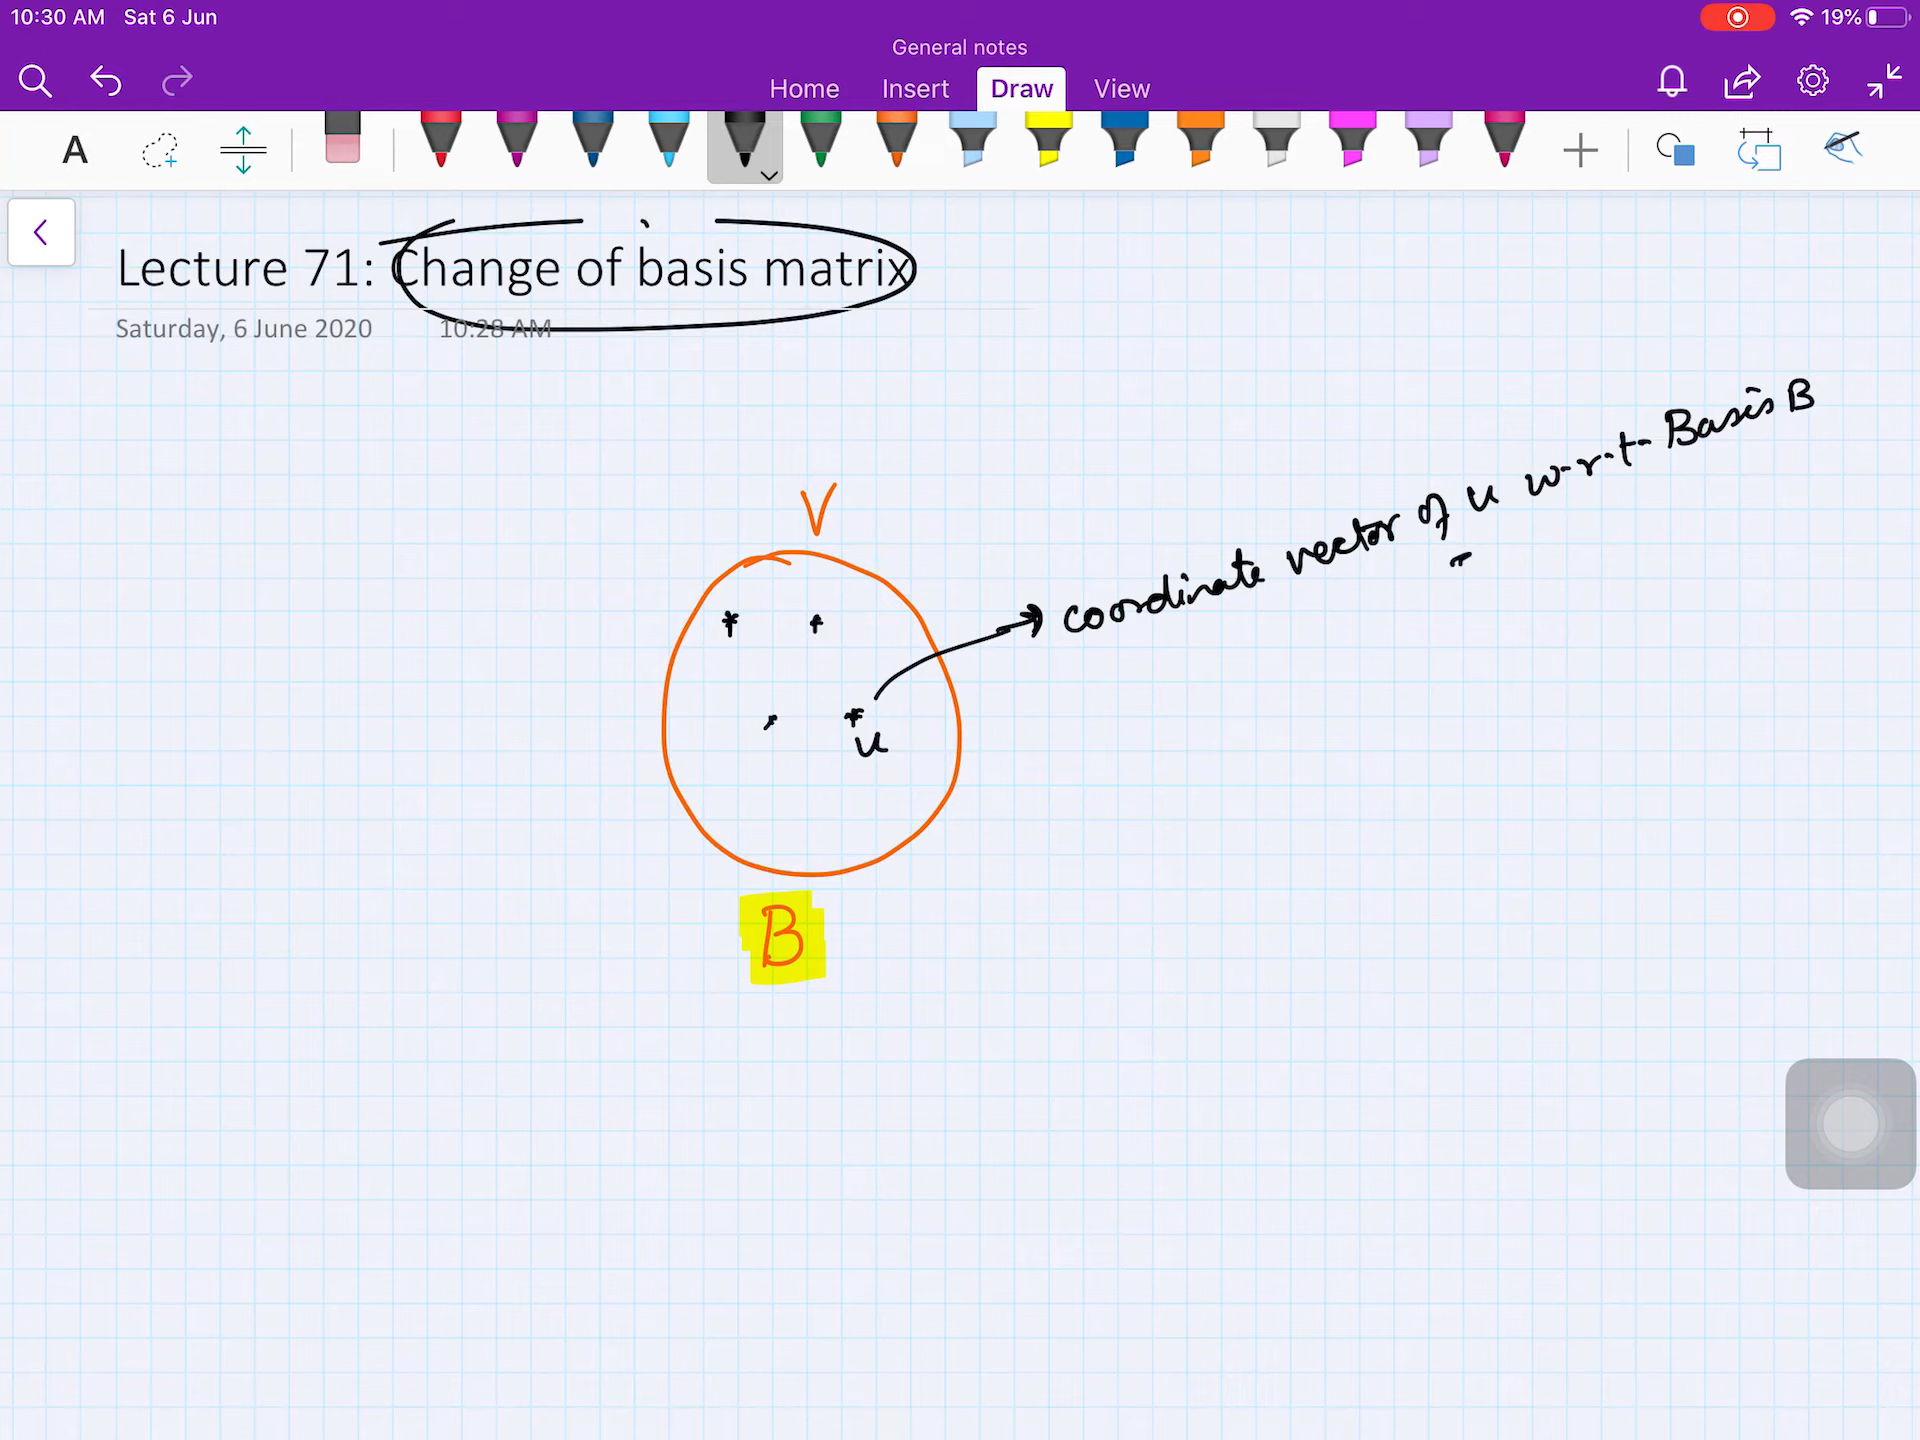 10:30 AM Sat 6 Jun 19%
General notes
Home Insert Draw View
A
Lecture 71: Change of basis matrix
Saturday, 6 June 2020 10:28 AM
coordinate vector of u w.r.t. Basis B
V
u
B